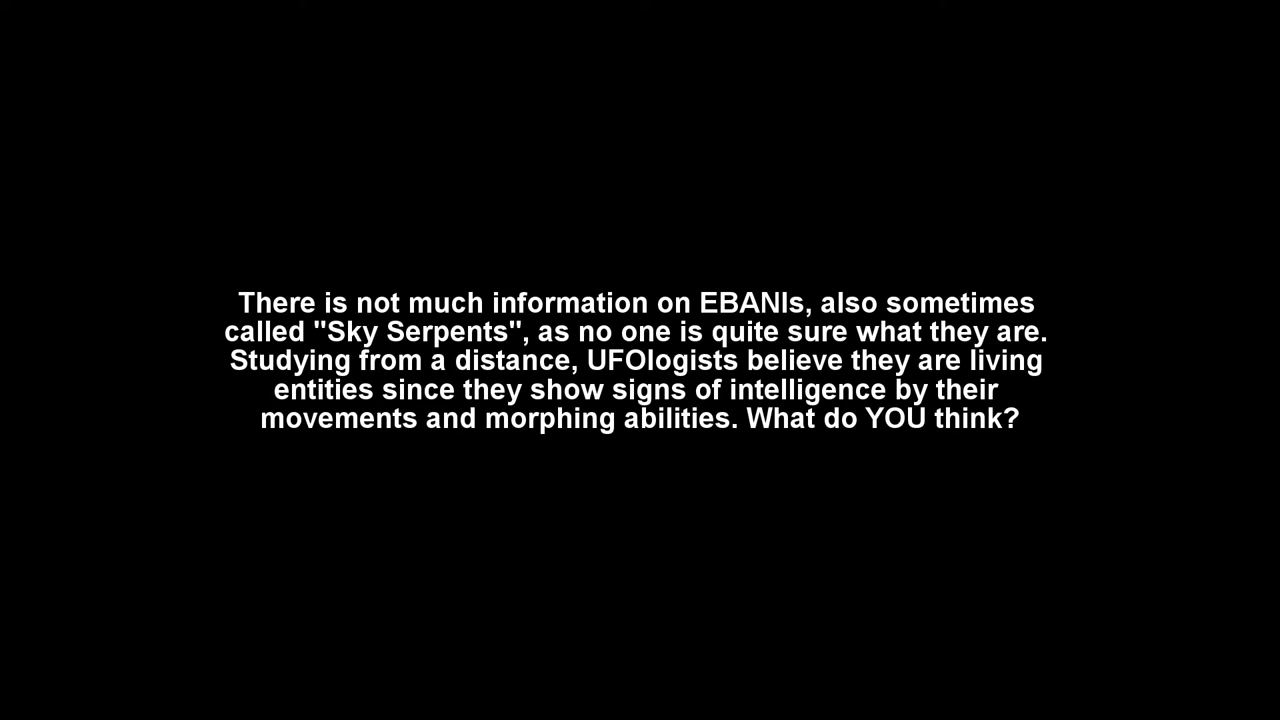 There is not much information on EBANIs, also sometimes
called "Sky Serpents", as no one is quite sure what they are.
Studying from a distance, UFOlogists believe they are living
entities since they show signs of intelligence by their
movements and morphing abilities. What do YOU think?